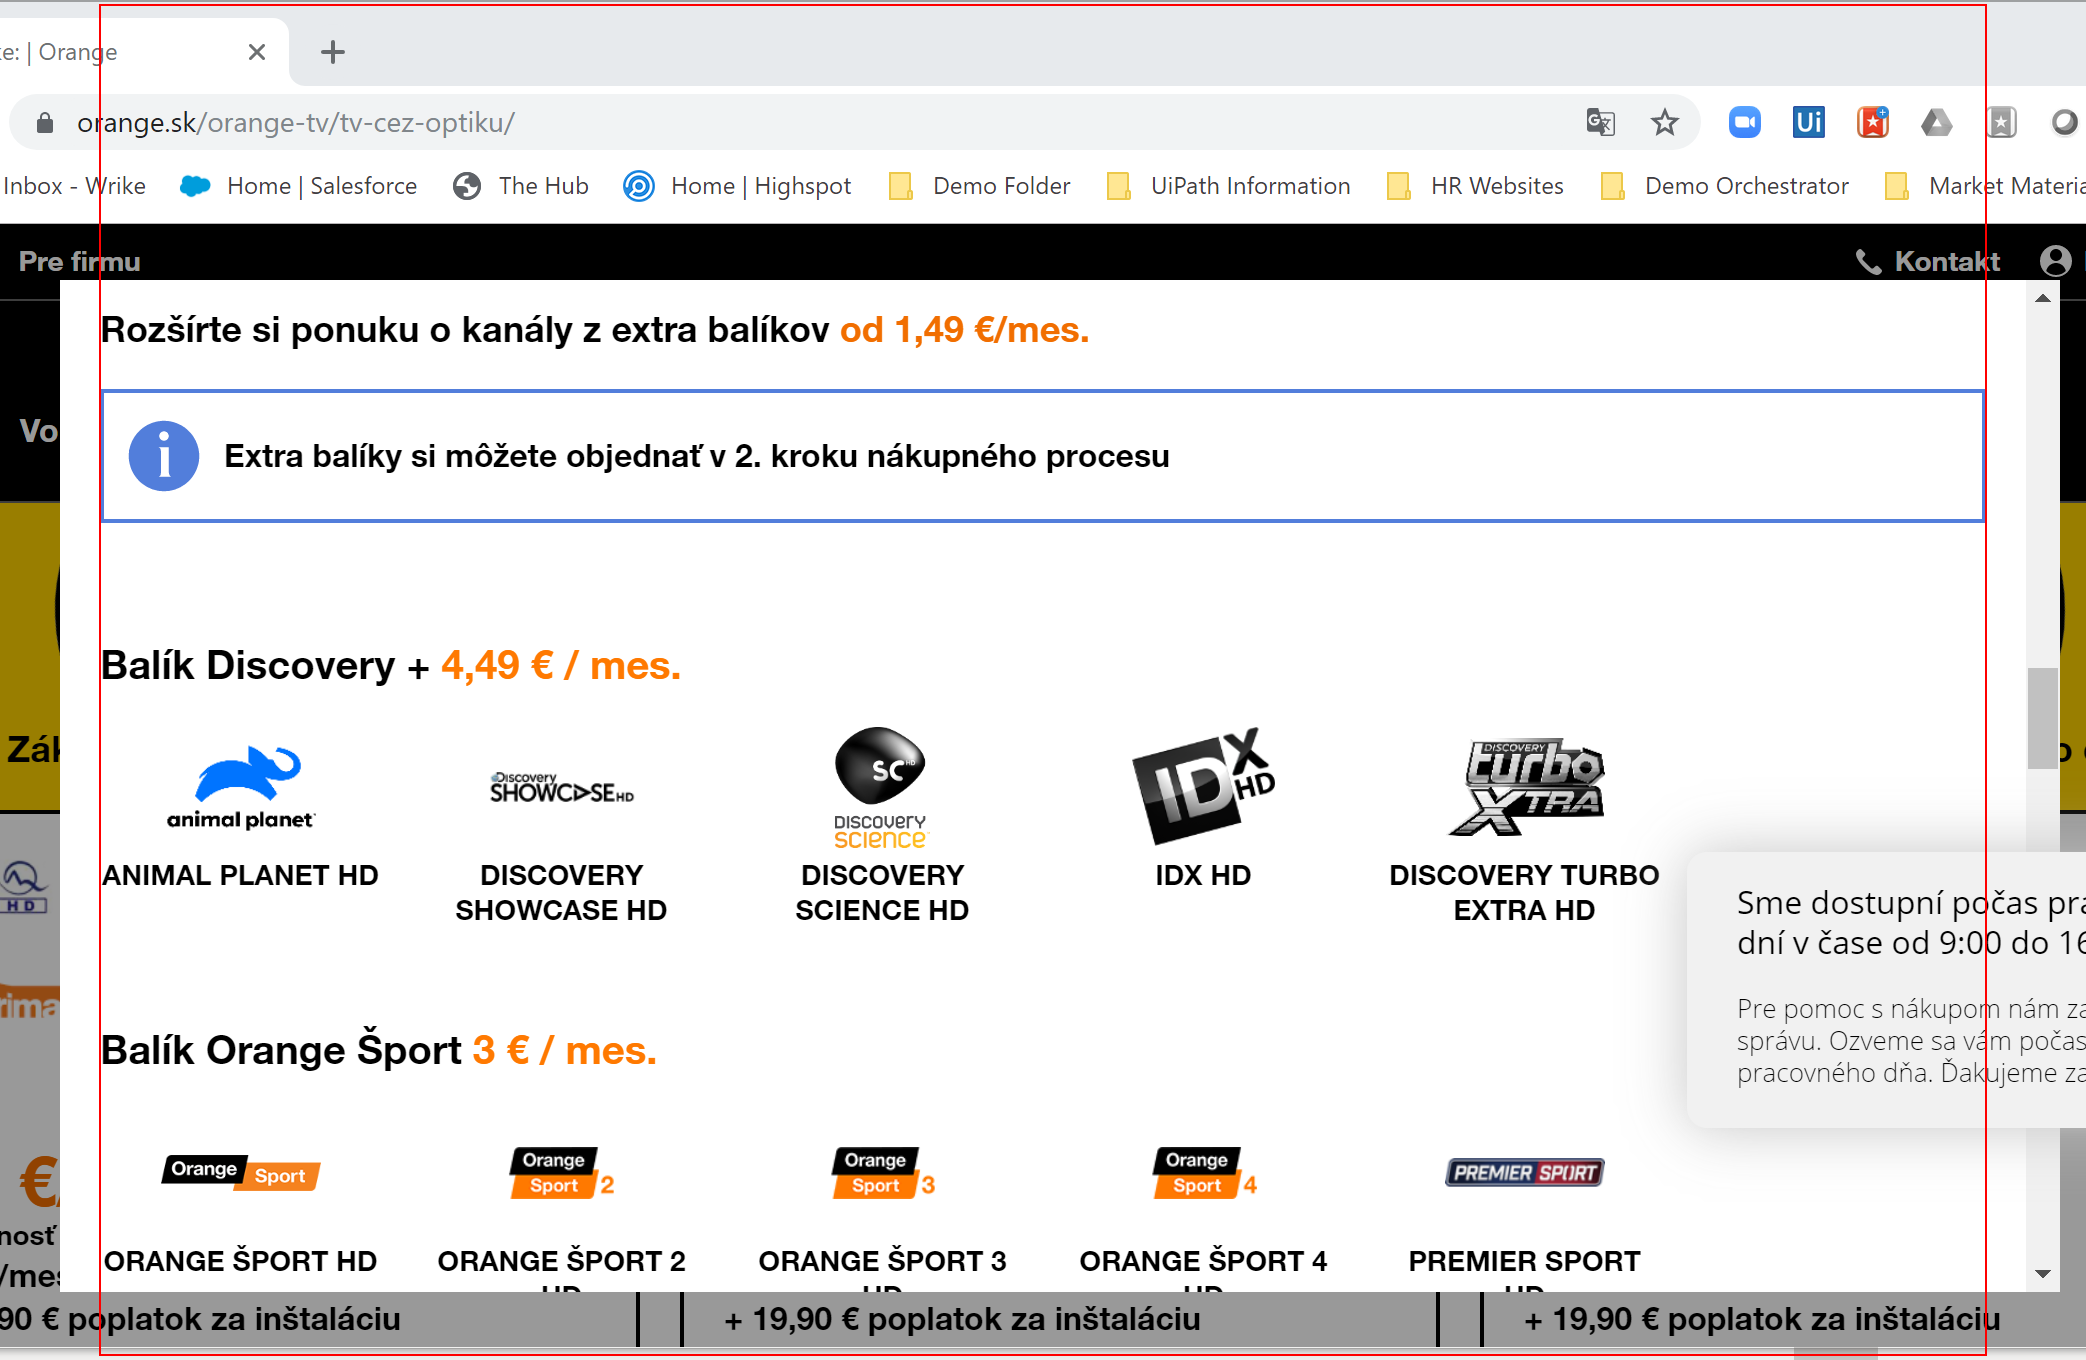 e: | Orange
orange.sk/orange-tv/tv-cez-optiku/
Ui
Inbox - Wrike
Home | Salesforce
The Hub
Home | Highspot
Demo Folder
UiPath Information
HR Websites
Demo Orchestrator
Market Materia
Pre firmu
Kontakt
Rozšírte si ponuku o kanály z extra balíkov od 1,49 €/mes.
Vo
i Extra balíky si môžete objednať v 2. kroku nákupného procesu
Balík Discovery + 4,49 € / mes.
Zák
animal planet
Discovery SHOWCASE HD
SC HD
DISCOVERY
SCIENCE
ID X HD
DISCOVERY
turbo
XTRA
ANIMAL PLANET HD
DISCOVERY
SHOWCASE HD
DISCOVERY
SCIENCE HD
IDX HD
DISCOVERY TURBO
EXTRA HD
HD
rima
Sme dostupní počas pra
dní v čase od 9:00 do 16
Pre pomoc s nákupom nám za
správu. Ozveme sa vám počas
pracovného dňa. Ďakujeme za
Balík Orange Šport 3 € / mes.
Orange Sport
Orange Sport 2
Orange Sport 3
Orange Sport 4
PREMIER SPORT
€/
nosť
/mes
ORANGE ŠPORT HD
ORANGE ŠPORT 2
HD
ORANGE ŠPORT 3
HD
ORANGE ŠPORT 4
HD
PREMIER SPORT
HD
90 € poplatok za inštaláciu
+ 19,90 € poplatok za inštaláciu
+ 19,90 € poplatok za inštaláciu